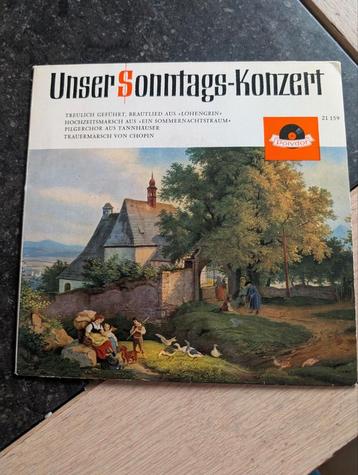 Unser Sonntags-Konzert
TREULICH GEFÜHRT, BRAUTLIED AUS »LOHENGRIN«
HOCHZEITSMARSCH AUS »EIN SOMMERNACHTSTRAUM«
PILGERCHOR AUS TANNHÄUSER
TRAUERMARSCH VON CHOPIN
Polydor
21 159